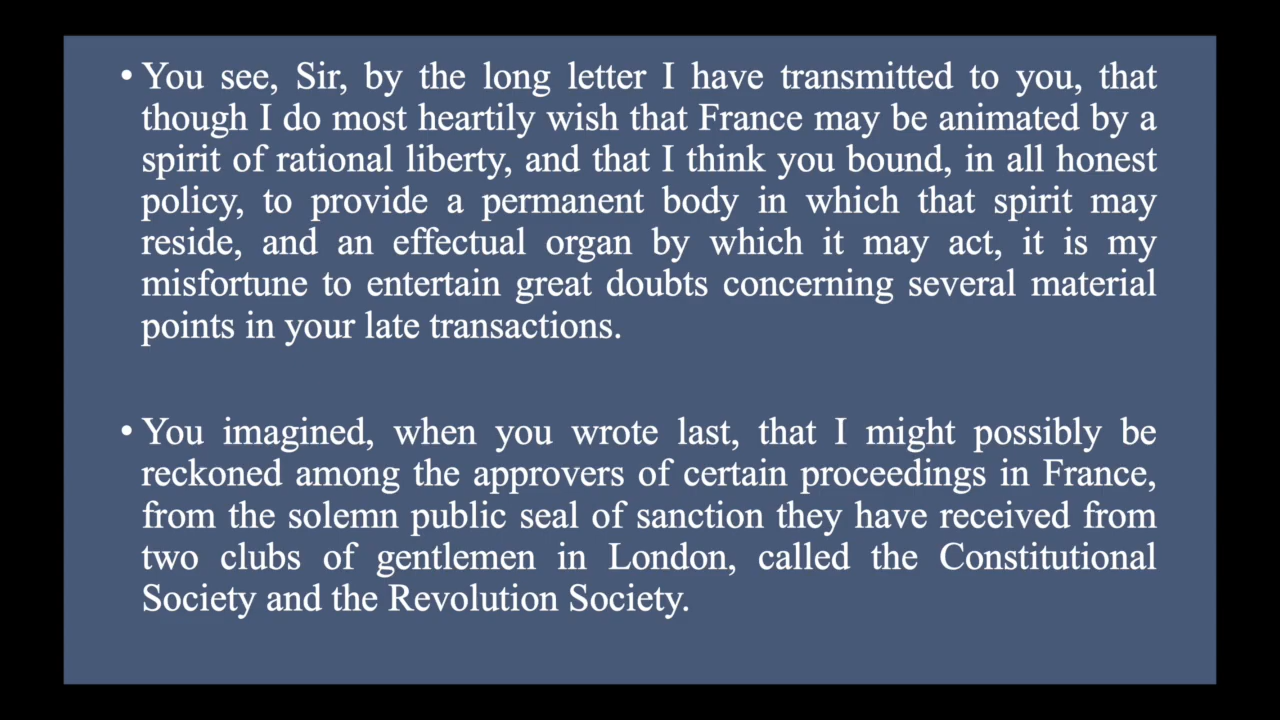 • You see, Sir, by the long letter I have transmitted to you, that
though I do most heartily wish that France may be animated by a
spirit of rational liberty, and that I think you bound, in all honest
policy, to provide a permanent body in which that spirit may
reside, and an effectual organ by which it may act, it is my
misfortune to entertain great doubts concerning several material
points in your late transactions.
• You imagined, when you wrote last, that I might possibly be
reckoned among the approvers of certain proceedings in France,
from the solemn public seal of sanction they have received from
two clubs of gentlemen in London, called the Constitutional
Society and the Revolution Society.